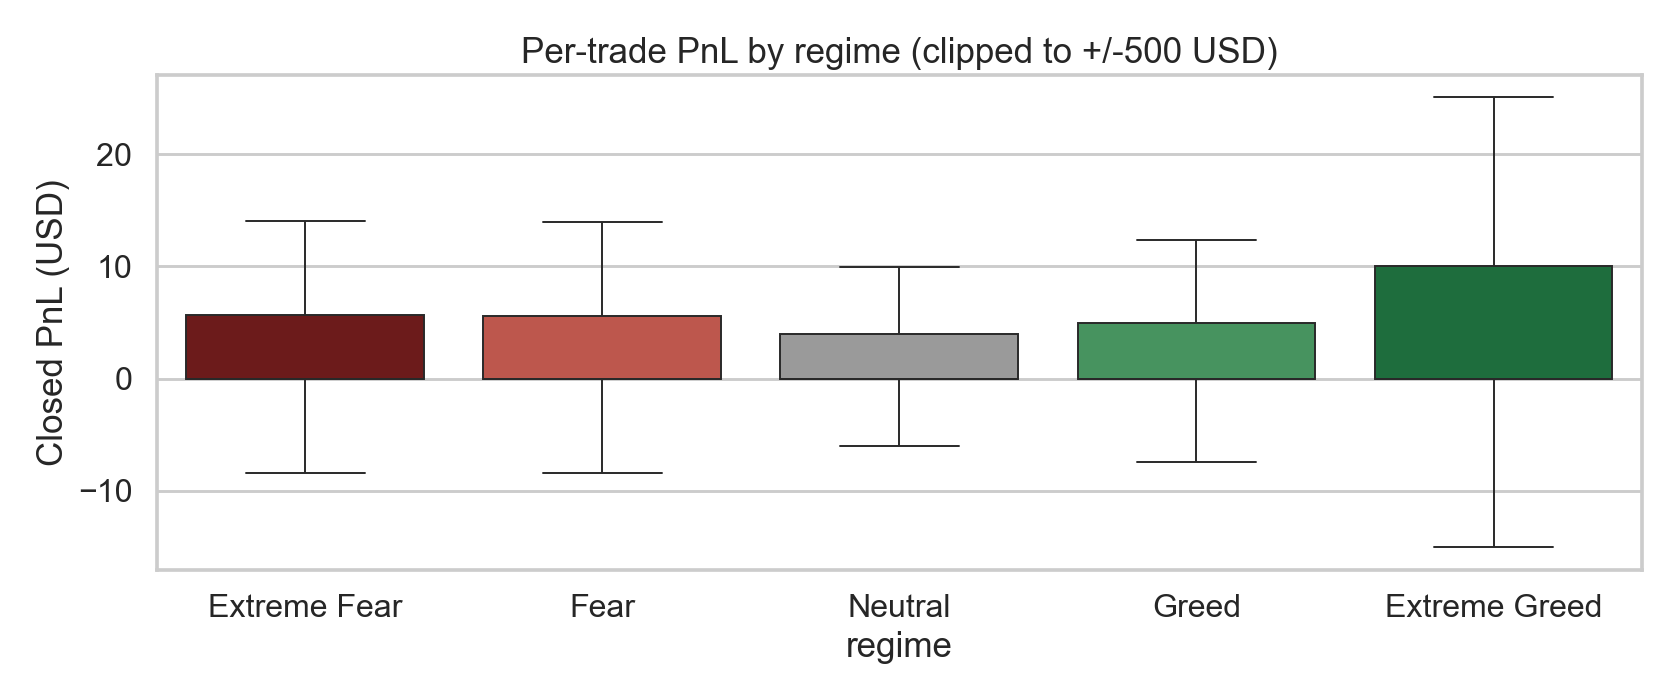 Per-trade PnL by regime (clipped to +/-500 USD)
Closed PnL (USD)
20
10
0
−10
Extreme Fear
Fear
Neutral
Greed
Extreme Greed
regime